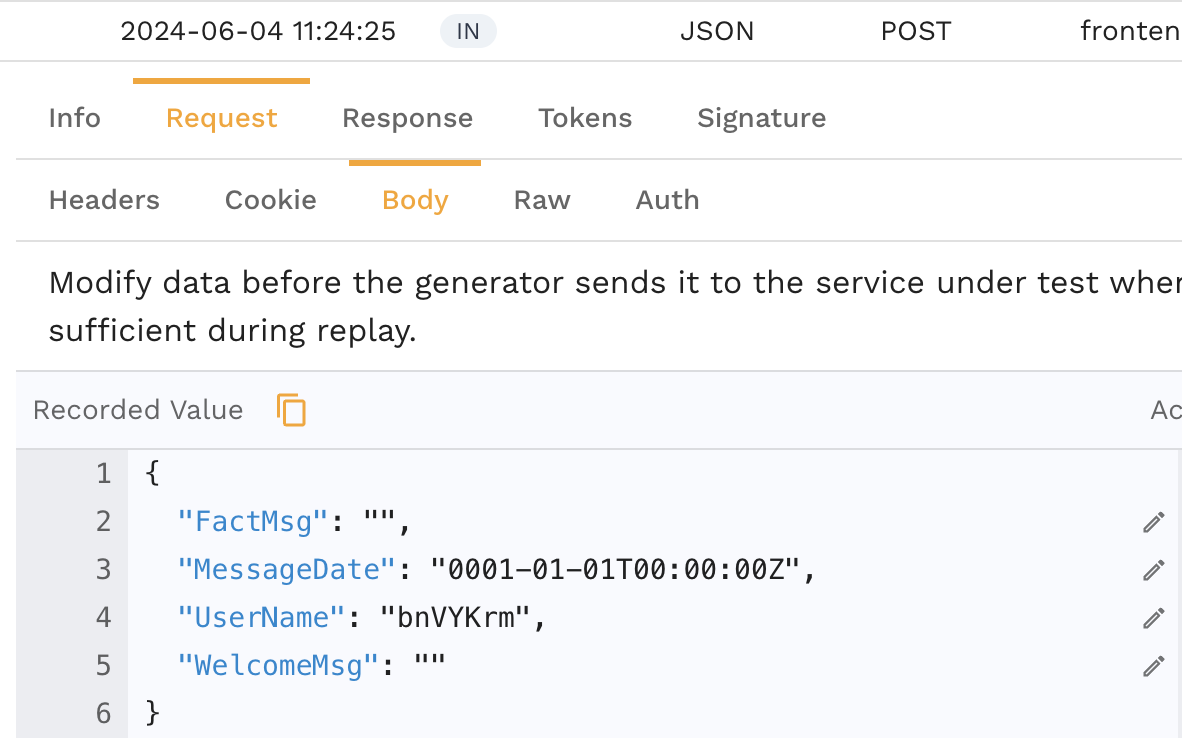 2024-06-04 11:24:25 IN JSON POST fronten
Info Request Response Tokens Signature
Headers Cookie Body Raw Auth
Modify data before the generator sends it to the service under test wher
sufficient during replay.
Recorded Value Ac
1 {
2 "FactMsg": "",
3 "MessageDate": "0001-01-01T00:00:00Z",
4 "UserName": "bnVYKrm",
5 "WelcomeMsg": ""
6 }